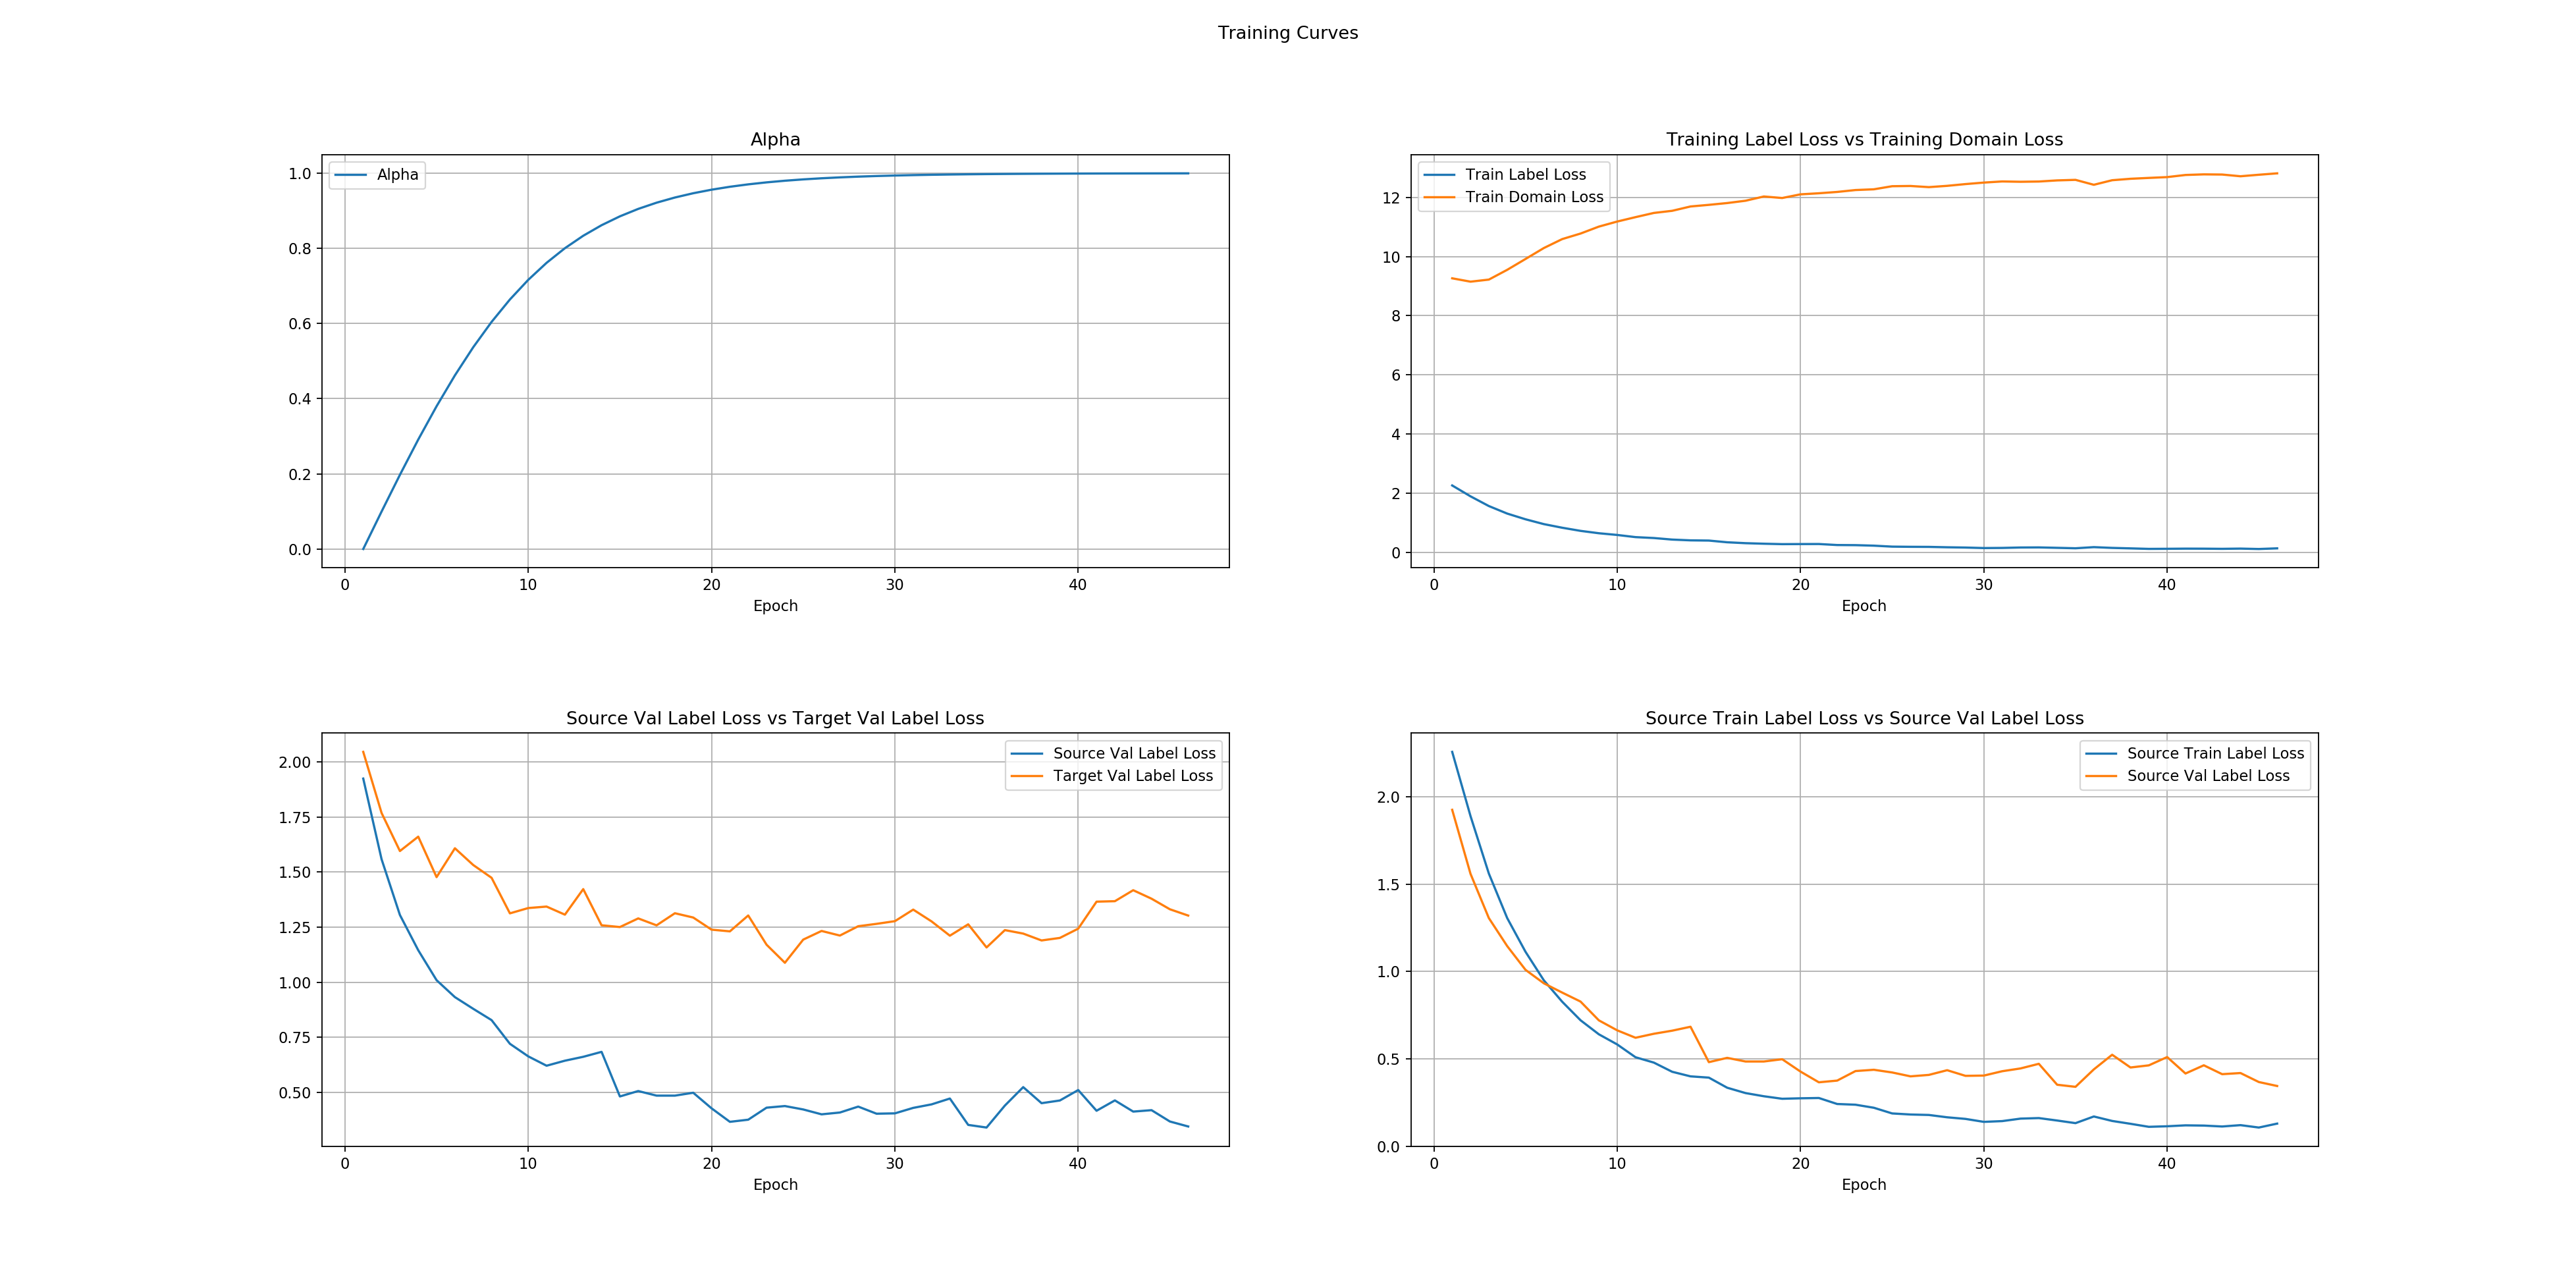 Training Curves
Alpha
Alpha
1.0
0.8
0.6
0.4
0.2
0.0
0 10 20 30 40
Epoch
Training Label Loss vs Training Domain Loss
Train Label Loss
Train Domain Loss
12
10
8
6
4
2
0
0 10 20 30 40
Epoch
Source Val Label Loss vs Target Val Label Loss
Source Val Label Loss
Target Val Label Loss
2.00
1.75
1.50
1.25
1.00
0.75
0.50
0 10 20 30 40
Epoch
Source Train Label Loss vs Source Val Label Loss
Source Train Label Loss
Source Val Label Loss
2.0
1.5
1.0
0.5
0.0
0 10 20 30 40
Epoch